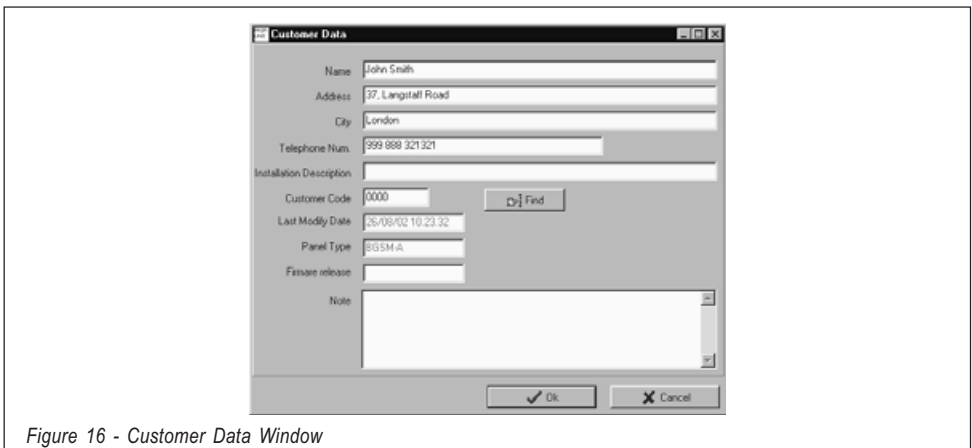 Customer Data
Name John Smith
Address 37, Langstaff Road
City London
Telephone Num. 999 888 321321
Installation Description
Customer Code 0000 Find
Last Modify Date 26/08/02 10.23.32
Panel Type BGSM-A
Firmare release
Note
Ok Cancel
Figure 16 - Customer Data Window